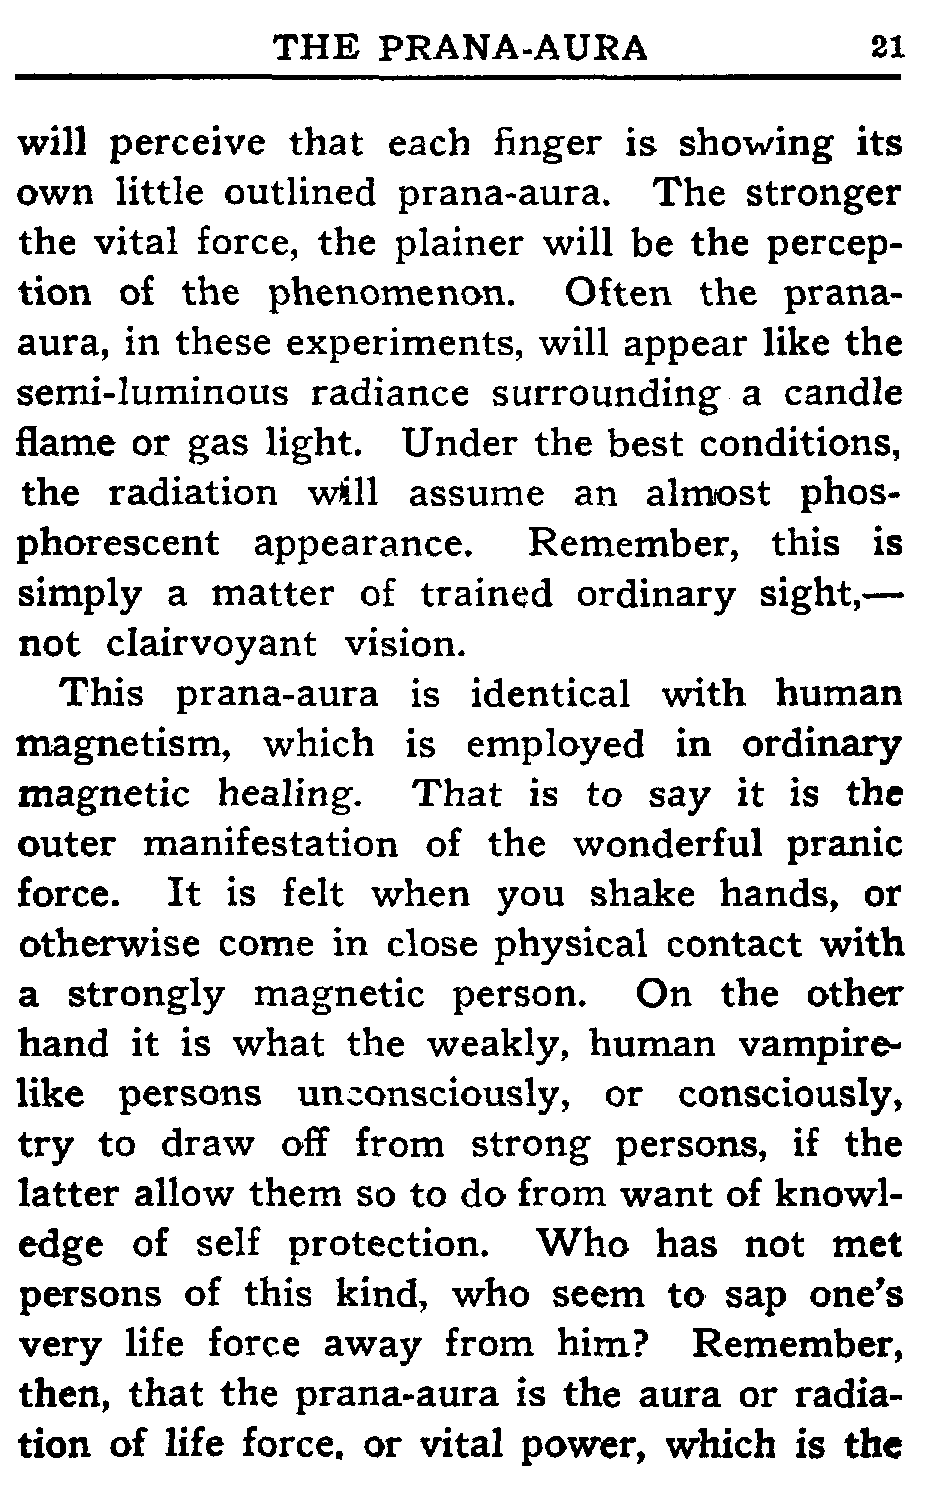 THE PRANA-AURA 21
will perceive that each finger is showing its
own little outlined prana-aura. The stronger
the vital force, the plainer will be the percep-
tion of the phenomenon. Often the prana-
aura, in these experiments, will appear like the
semi-luminous radiance surrounding a candle
flame or gas light. Under the best conditions,
the radiation will assume an almost phos-
phorescent appearance. Remember, this is
simply a matter of trained ordinary sight,—
not clairvoyant vision.
This prana-aura is identical with human
magnetism, which is employed in ordinary
magnetic healing. That is to say it is the
outer manifestation of the wonderful pranic
force. It is felt when you shake hands, or
otherwise come in close physical contact with
a strongly magnetic person. On the other
hand it is what the weakly, human vampire-
like persons unconsciously, or consciously,
try to draw off from strong persons, if the
latter allow them so to do from want of knowl-
edge of self protection. Who has not met
persons of this kind, who seem to sap one's
very life force away from him? Remember,
then, that the prana-aura is the aura or radia-
tion of life force, or vital power, which is the